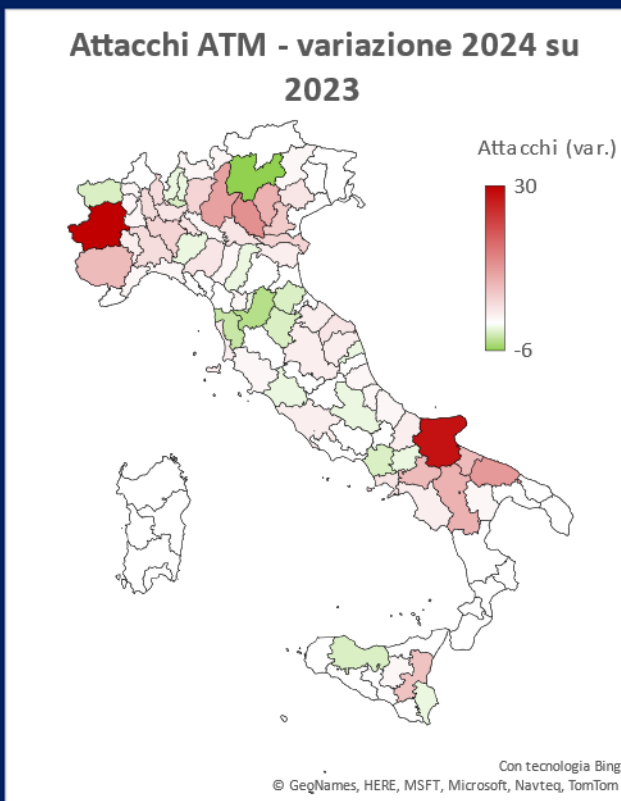 Attacchi ATM - variazione 2024 su
2023
Attacchi (var.)
30
-6
Con tecnologia Bing
© GeoNames, HERE, MSFT, Microsoft, Navteq, TomTom